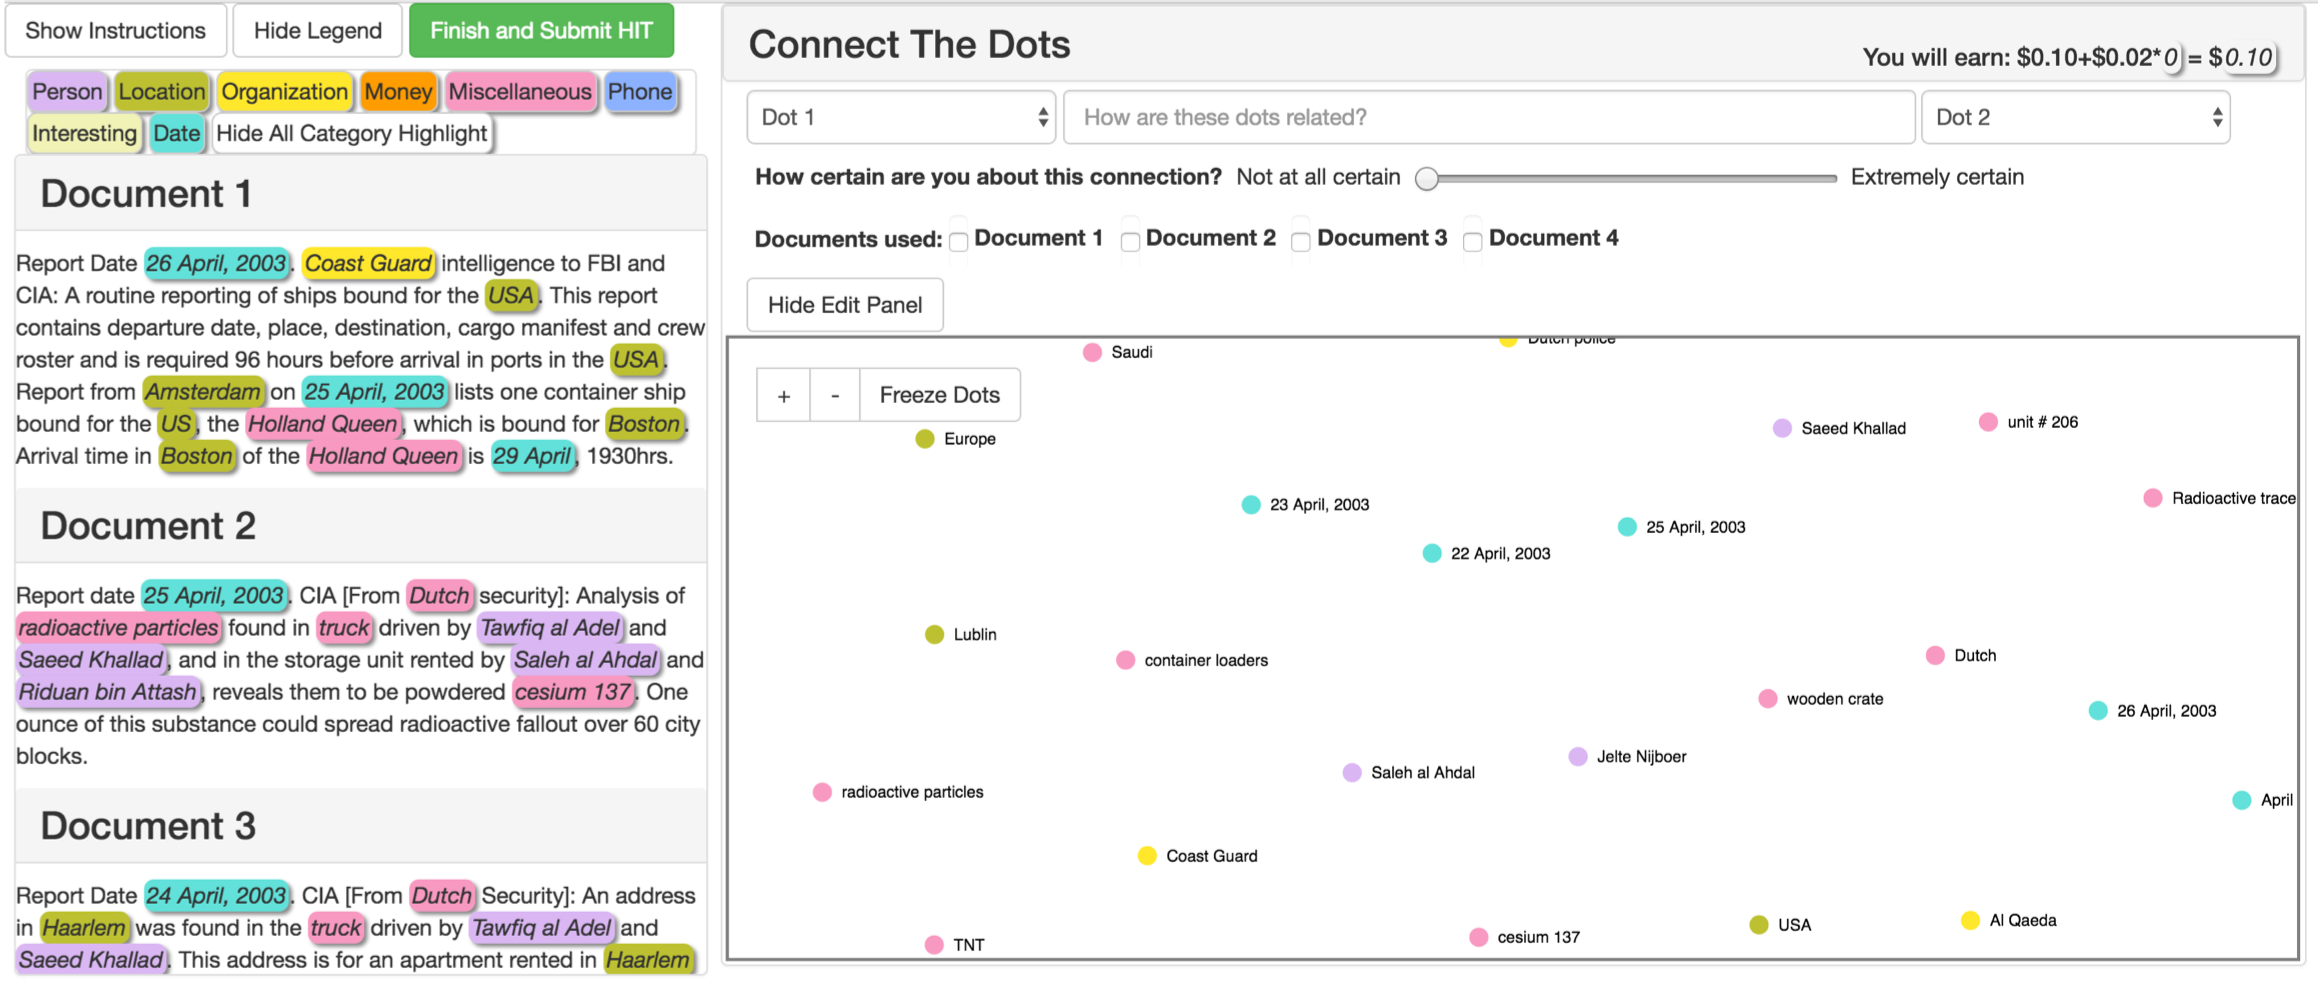 Show Instructions
Hide Legend
Finish and Submit HIT
Person Location Organization Money Miscellaneous Phone
Interesting Date Hide All Category Highlight
Document 1
Report Date 26 April, 2003. Coast Guard intelligence to FBI and
CIA: A routine reporting of ships bound for the USA. This report
contains departure date, place, destination, cargo manifest and crew
roster and is required 96 hours before arrival in ports in the USA.
Report from Amsterdam on 25 April, 2003 lists one container ship
bound for the US, the Holland Queen, which is bound for Boston.
Arrival time in Boston of the Holland Queen is 29 April, 1930hrs.
Document 2
Report date 25 April, 2003. CIA [From Dutch security]: Analysis of
radioactive particles found in truck driven by Tawfiq al Adel and
Saeed Khallad, and in the storage unit rented by Saleh al Ahdal and
Riduan bin Attash, reveals them to be powdered cesium 137. One
ounce of this substance could spread radioactive fallout over 60 city
blocks.
Document 3
Report Date 24 April, 2003. CIA [From Dutch Security]: An address
in Haarlem was found in the truck driven by Tawfiq al Adel and
Saeed Khallad. This address is for an apartment rented in Haarlem
Connect The Dots
You will earn: $0.10+$0.02*0 = $0.10
Dot 1
How are these dots related?
Dot 2
How certain are you about this connection? Not at all certain
Extremely certain
Documents used: Document 1 Document 2 Document 3 Document 4
Hide Edit Panel
Dutch police
Saudi
+ - Freeze Dots
unit # 206
Saeed Khallad
Europe
Radioactive trace
23 April, 2003
25 April, 2003
22 April, 2003
Lublin
Dutch
container loaders
wooden crate
26 April, 2003
Jelte Nijboer
Saleh al Ahdal
radioactive particles
April
Coast Guard
Al Qaeda
USA
cesium 137
TNT